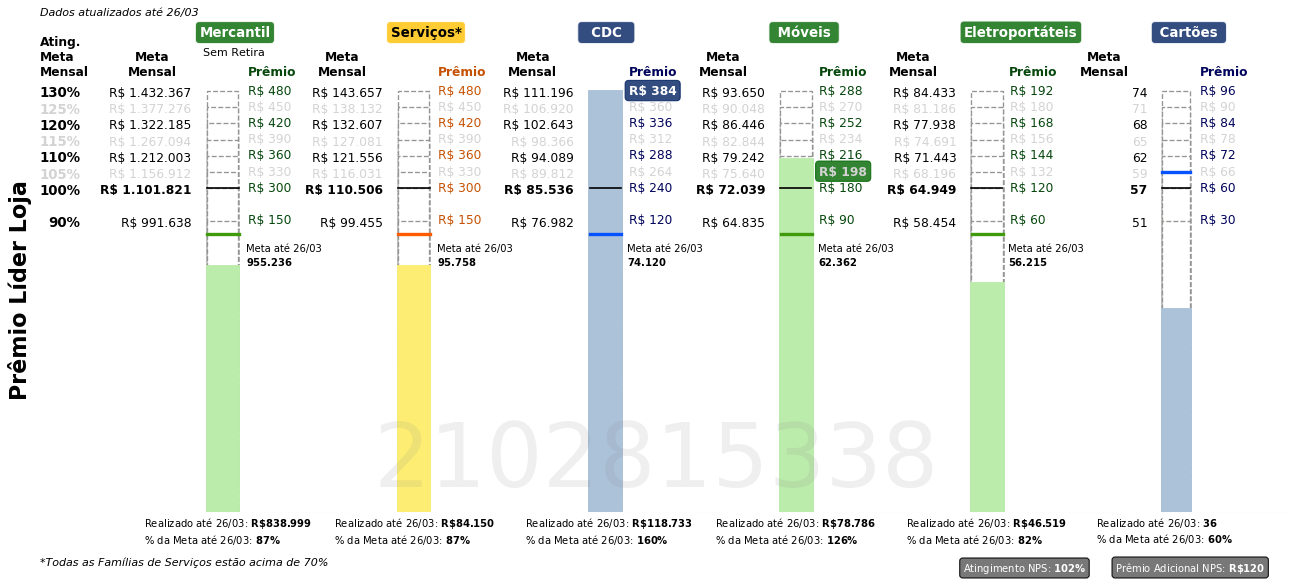 Dados atualizados até 26/03
Mercantil Serviços* CDC Móveis Eletroportáteis Cartões
Sem Retira
Ating. Meta Mensal
Meta Mensal Prêmio Meta Mensal Prêmio Meta Mensal Prêmio Meta Mensal Prêmio Meta Mensal Prêmio Meta Mensal Prêmio
130% R$ 1.432.367 R$ 480 R$ 143.657 R$ 480 R$ 111.196 R$ 384 R$ 93.650 R$ 288 R$ 84.433 R$ 192 74 R$ 96
125% R$ 1.377.276 R$ 450 R$ 138.132 R$ 450 R$ 106.920 R$ 360 R$ 90.048 R$ 270 R$ 81.186 R$ 180 71 R$ 90
120% R$ 1.322.185 R$ 420 R$ 132.607 R$ 420 R$ 102.643 R$ 336 R$ 86.446 R$ 252 R$ 77.938 R$ 168 68 R$ 84
115% R$ 1.267.094 R$ 390 R$ 127.081 R$ 390 R$ 98.366 R$ 312 R$ 82.844 R$ 234 R$ 74.691 R$ 156 65 R$ 78
110% R$ 1.212.003 R$ 360 R$ 121.556 R$ 360 R$ 94.089 R$ 288 R$ 79.242 R$ 216 R$ 71.443 R$ 144 62 R$ 72
105% R$ 1.156.912 R$ 330 R$ 116.031 R$ 330 R$ 89.812 R$ 264 R$ 75.640 R$ 198 R$ 68.196 R$ 132 59 R$ 66
100% R$ 1.101.821 R$ 300 R$ 110.506 R$ 300 R$ 85.536 R$ 240 R$ 72.039 R$ 180 R$ 64.949 R$ 120 57 R$ 60
90% R$ 991.638 R$ 150 R$ 99.455 R$ 150 R$ 76.982 R$ 120 R$ 64.835 R$ 90 R$ 58.454 R$ 60 51 R$ 30
Meta até 26/03 Meta até 26/03 Meta até 26/03 Meta até 26/03 Meta até 26/03
955.236 95.758 74.120 62.362 56.215
Prêmio Líder Loja
2102815338
Realizado até 26/03: R$838.999 Realizado até 26/03: R$84.150 Realizado até 26/03: R$118.733 Realizado até 26/03: R$78.786 Realizado até 26/03: R$46.519 Realizado até 26/03: 36
% da Meta até 26/03: 87% % da Meta até 26/03: 87% % da Meta até 26/03: 160% % da Meta até 26/03: 126% % da Meta até 26/03: 82% % da Meta até 26/03: 60%
*Todas as Famílias de Serviços estão acima de 70%
Atingimento NPS: 102% Prêmio Adicional NPS: R$120